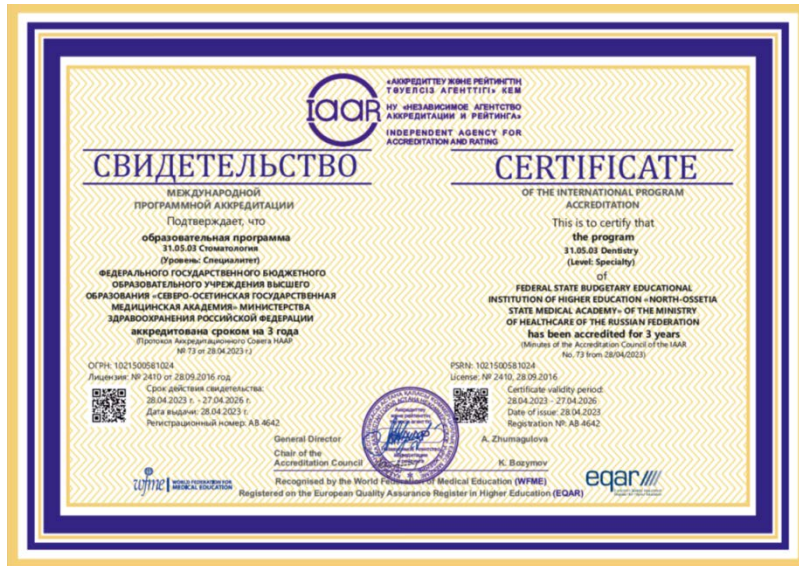 IAAR
«АККРЕДИТТЕУ ЖӘНЕ РЕЙТИНГТІҢ
ТӘУЕЛСІЗ АГЕНТТІГІ» КЕМ
НУ «НЕЗАВИСИМОЕ АГЕНТСТВО
АККРЕДИТАЦИИ И РЕЙТИНГА»
INDEPENDENT AGENCY FOR
ACCREDITATION AND RATING
СВИДЕТЕЛЬСТВО
МЕЖДУНАРОДНОЙ
ПРОГРАММНОЙ АККРЕДИТАЦИИ
Подтверждает, что
образовательная программа
31.05.03 Стоматология
(Уровень: Специалитет)
ФЕДЕРАЛЬНОГО ГОСУДАРСТВЕННОГО БЮДЖЕТНОГО
ОБРАЗОВАТЕЛЬНОГО УЧРЕЖДЕНИЯ ВЫСШЕГО
ОБРАЗОВАНИЯ «СЕВЕРО-ОСЕТИНСКАЯ ГОСУДАРСТВЕННАЯ
МЕДИЦИНСКАЯ АКАДЕМИЯ» МИНИСТЕРСТВА
ЗДРАВООХРАНЕНИЯ РОССИЙСКОЙ ФЕДЕРАЦИИ
аккредитована сроком на 3 года
(Протокол Аккредитационного Совета НААР
№ 73 от 28.04.2023 г.)
ОГРН: 1021500581024
Лицензия: № 2410 от 28.09.2016 год
Срок действия свидетельства:
28.04.2023 г. - 27.04.2026 г.
Дата выдачи: 28.04.2023 г.
Регистрационный номер: AB 4642
CERTIFICATE
OF THE INTERNATIONAL PROGRAM
ACCREDITATION
This is to certify that
the program
31.05.03 Dentistry
(Level: Specialty)
of
FEDERAL STATE BUDGETARY EDUCATIONAL
INSTITUTION OF HIGHER EDUCATION «NORTH-OSSETIA
STATE MEDICAL ACADEMY» OF THE MINISTRY
OF HEALTHCARE OF THE RUSSIAN FEDERATION
has been accredited for 3 years
(Minutes of the Accreditation Council of the IAAR
No. 73 from 28/04/2023)
PSRN: 1021500581024
License: № 2410, 28.09.2016
Certificate validity period:
28.04.2023 - 27.04.2026
Date of issue: 28.04.2023
Registration №: AB 4642
General Director A. Zhumagulova
Chair of the
Accreditation Council K. Bozymov
wfme WORLD FEDERATION FOR
MEDICAL EDUCATION
Recognised by the World Federation of Medical Education (WFME)
Registered on the European Quality Assurance Register in Higher Education (EQAR)
eqar